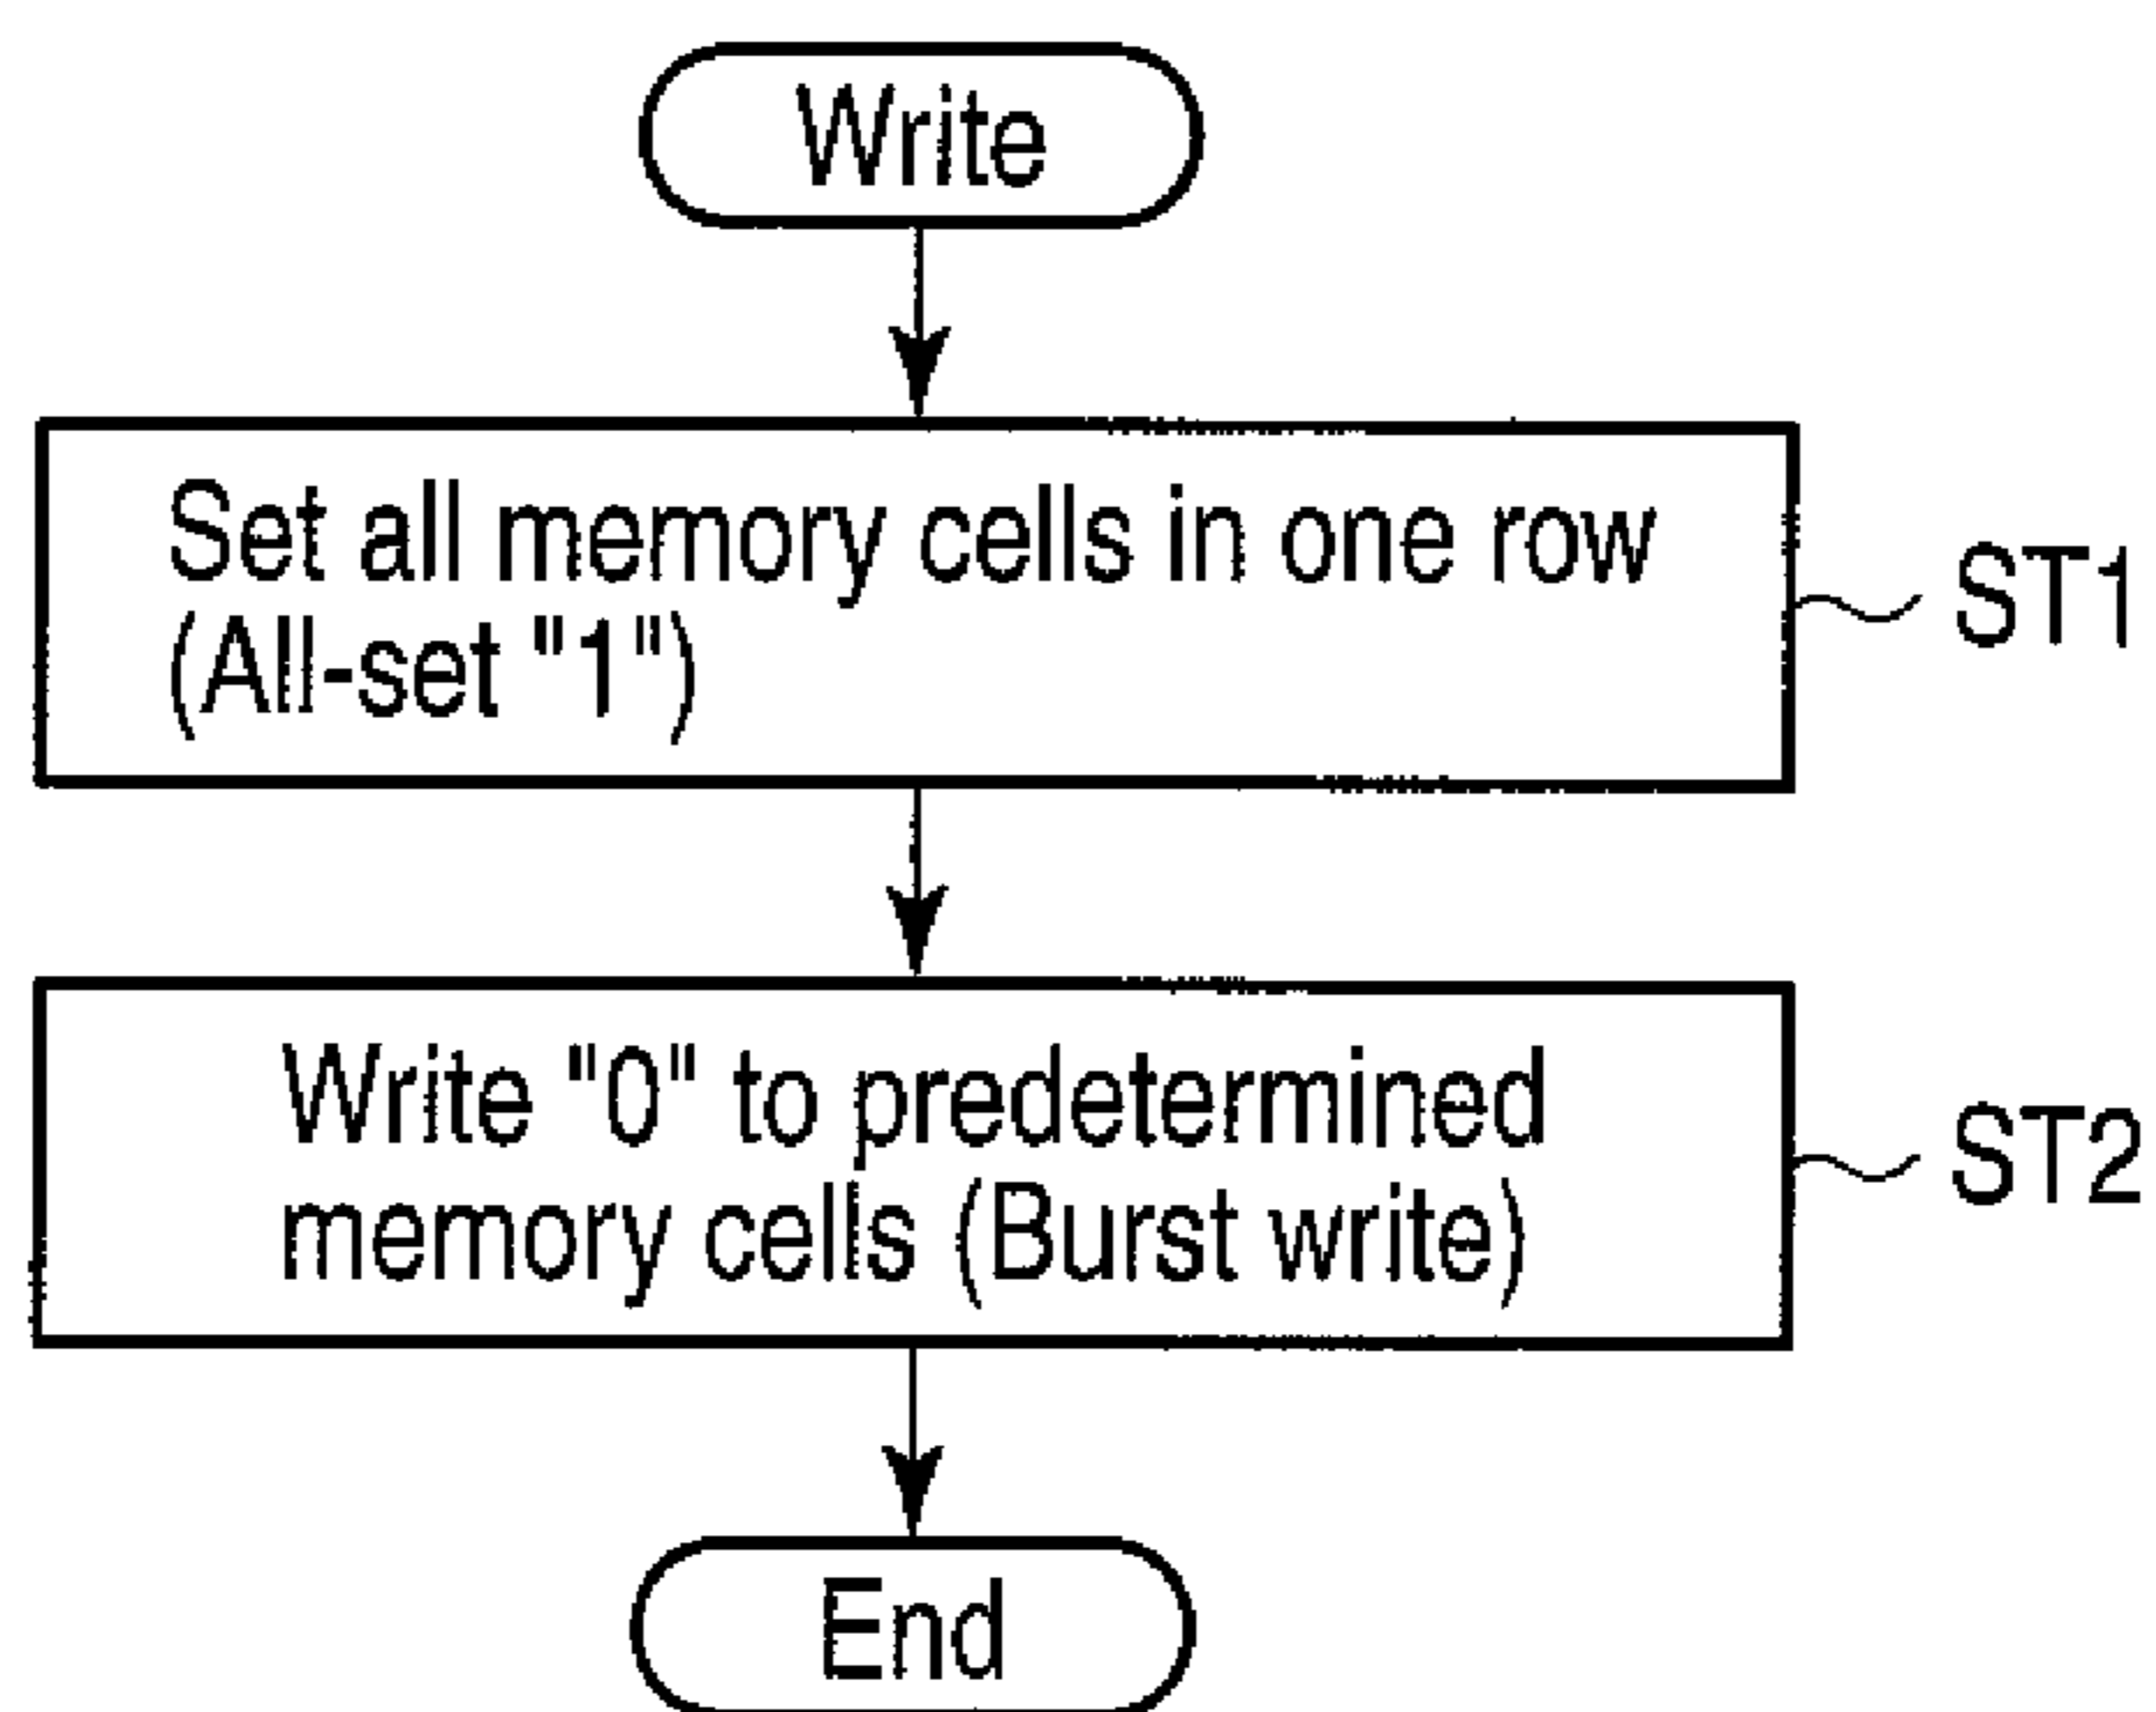 Write
Set all memory cells in one row
(All-set "1")
ST1
Write "0" to predetermined
memory cells (Burst write)
ST2
End